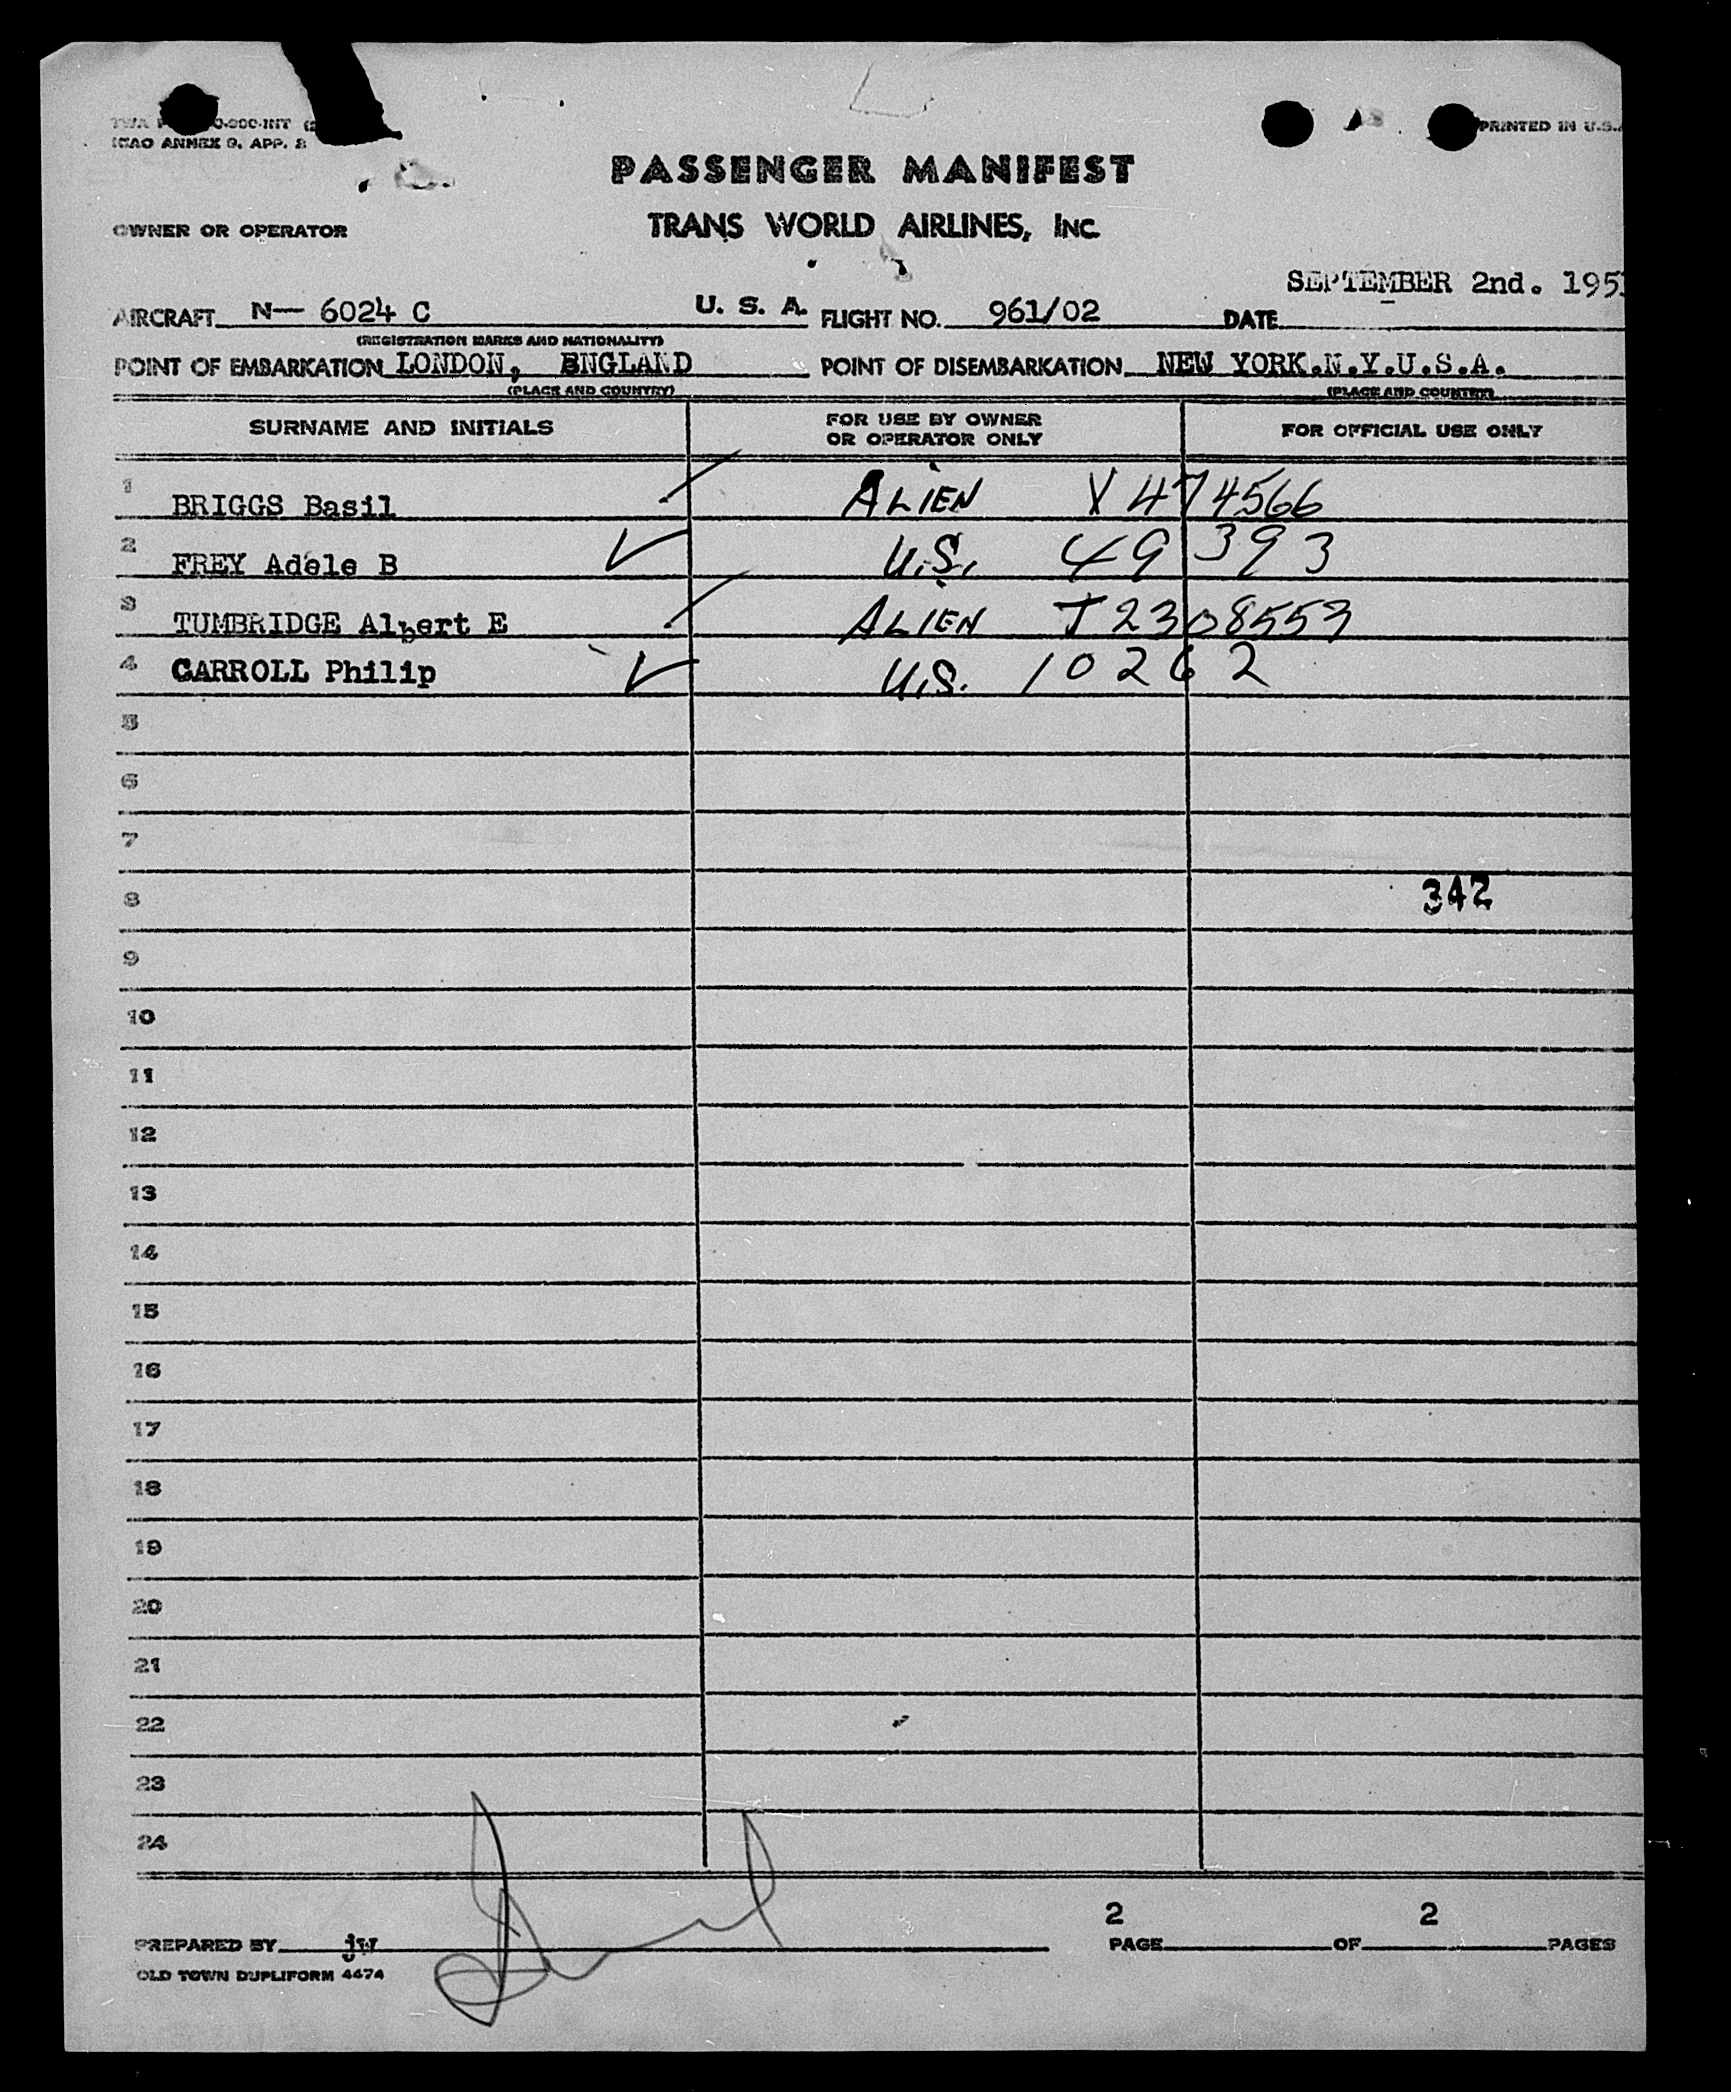 ICAO ANNEX 9, APP. 2
PRINTED IN U.S.
PASSENGER MANIFEST
OWNER OR OPERATOR TRANS WORLD AIRLINES, INC
SEPTEMBER 2nd. 195
AIRCRAFT N— 6024 C U. S. A. FLIGHT NO. 961/02 DATE
(REGISTRATION MARKS AND NATIONALITY)
POINT OF EMBARKATION LONDON, ENGLAND POINT OF DISEMBARKATION NEW YORK.N.Y.U.S.A.
(PLACE AND COUNTRY) (PLACE AND COUNTRY)
SURNAME AND INITIALS FOR USE BY OWNER OR OPERATOR ONLY FOR OFFICIAL USE ONLY
1 BRIGGS Basil ALIEN V 474566
2 FREY Adele B U.S. 49393
3 TUMBRIDGE Albert E ALIEN T2308553
4 CARROLL Philip U.S. 10262
5
6
7
8 342
9
10
11
12
13
14
15
16
17
18
19
20
21
22
23
24
2 2
PREPARED BY jw PAGE OF PAGES
OLD TOWN DUPLIFORM 4474